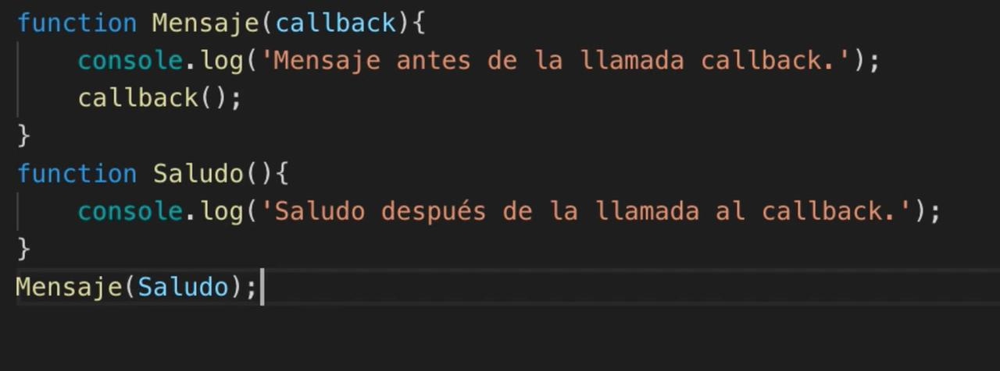 function Mensaje(callback){
    console.log('Mensaje antes de la llamada callback.');
    callback();
}
function Saludo(){
    console.log('Saludo después de la llamada al callback.');
}
Mensaje(Saludo);